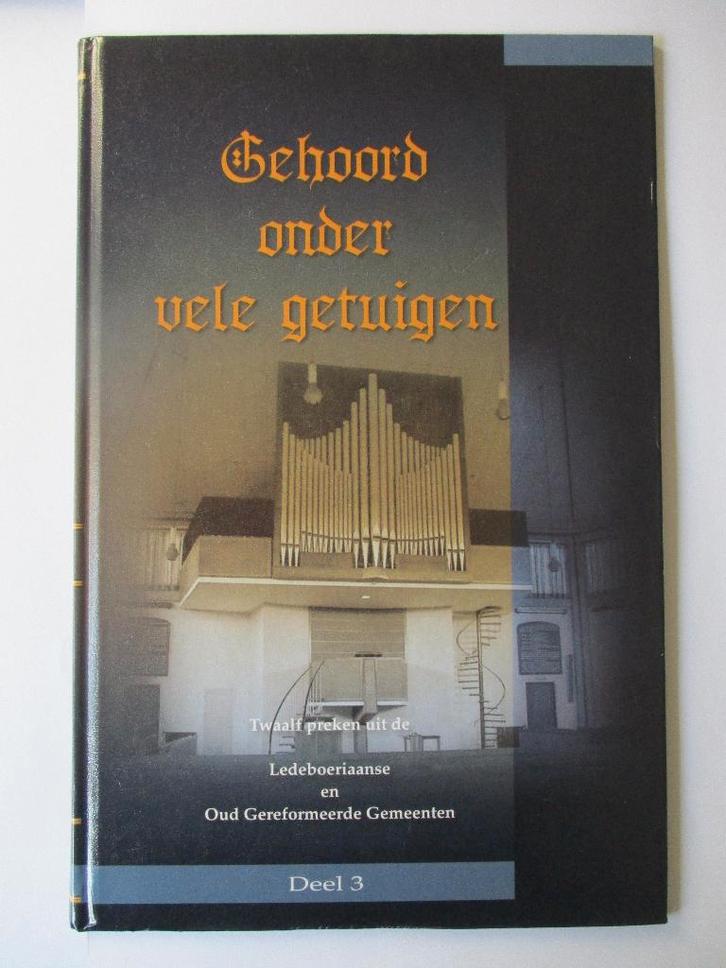 Gehoord
onder
vele getuigen
Twaalf preken uit de
Ledeboeriaanse
en
Oud Gereformeerde Gemeenten
Deel 3